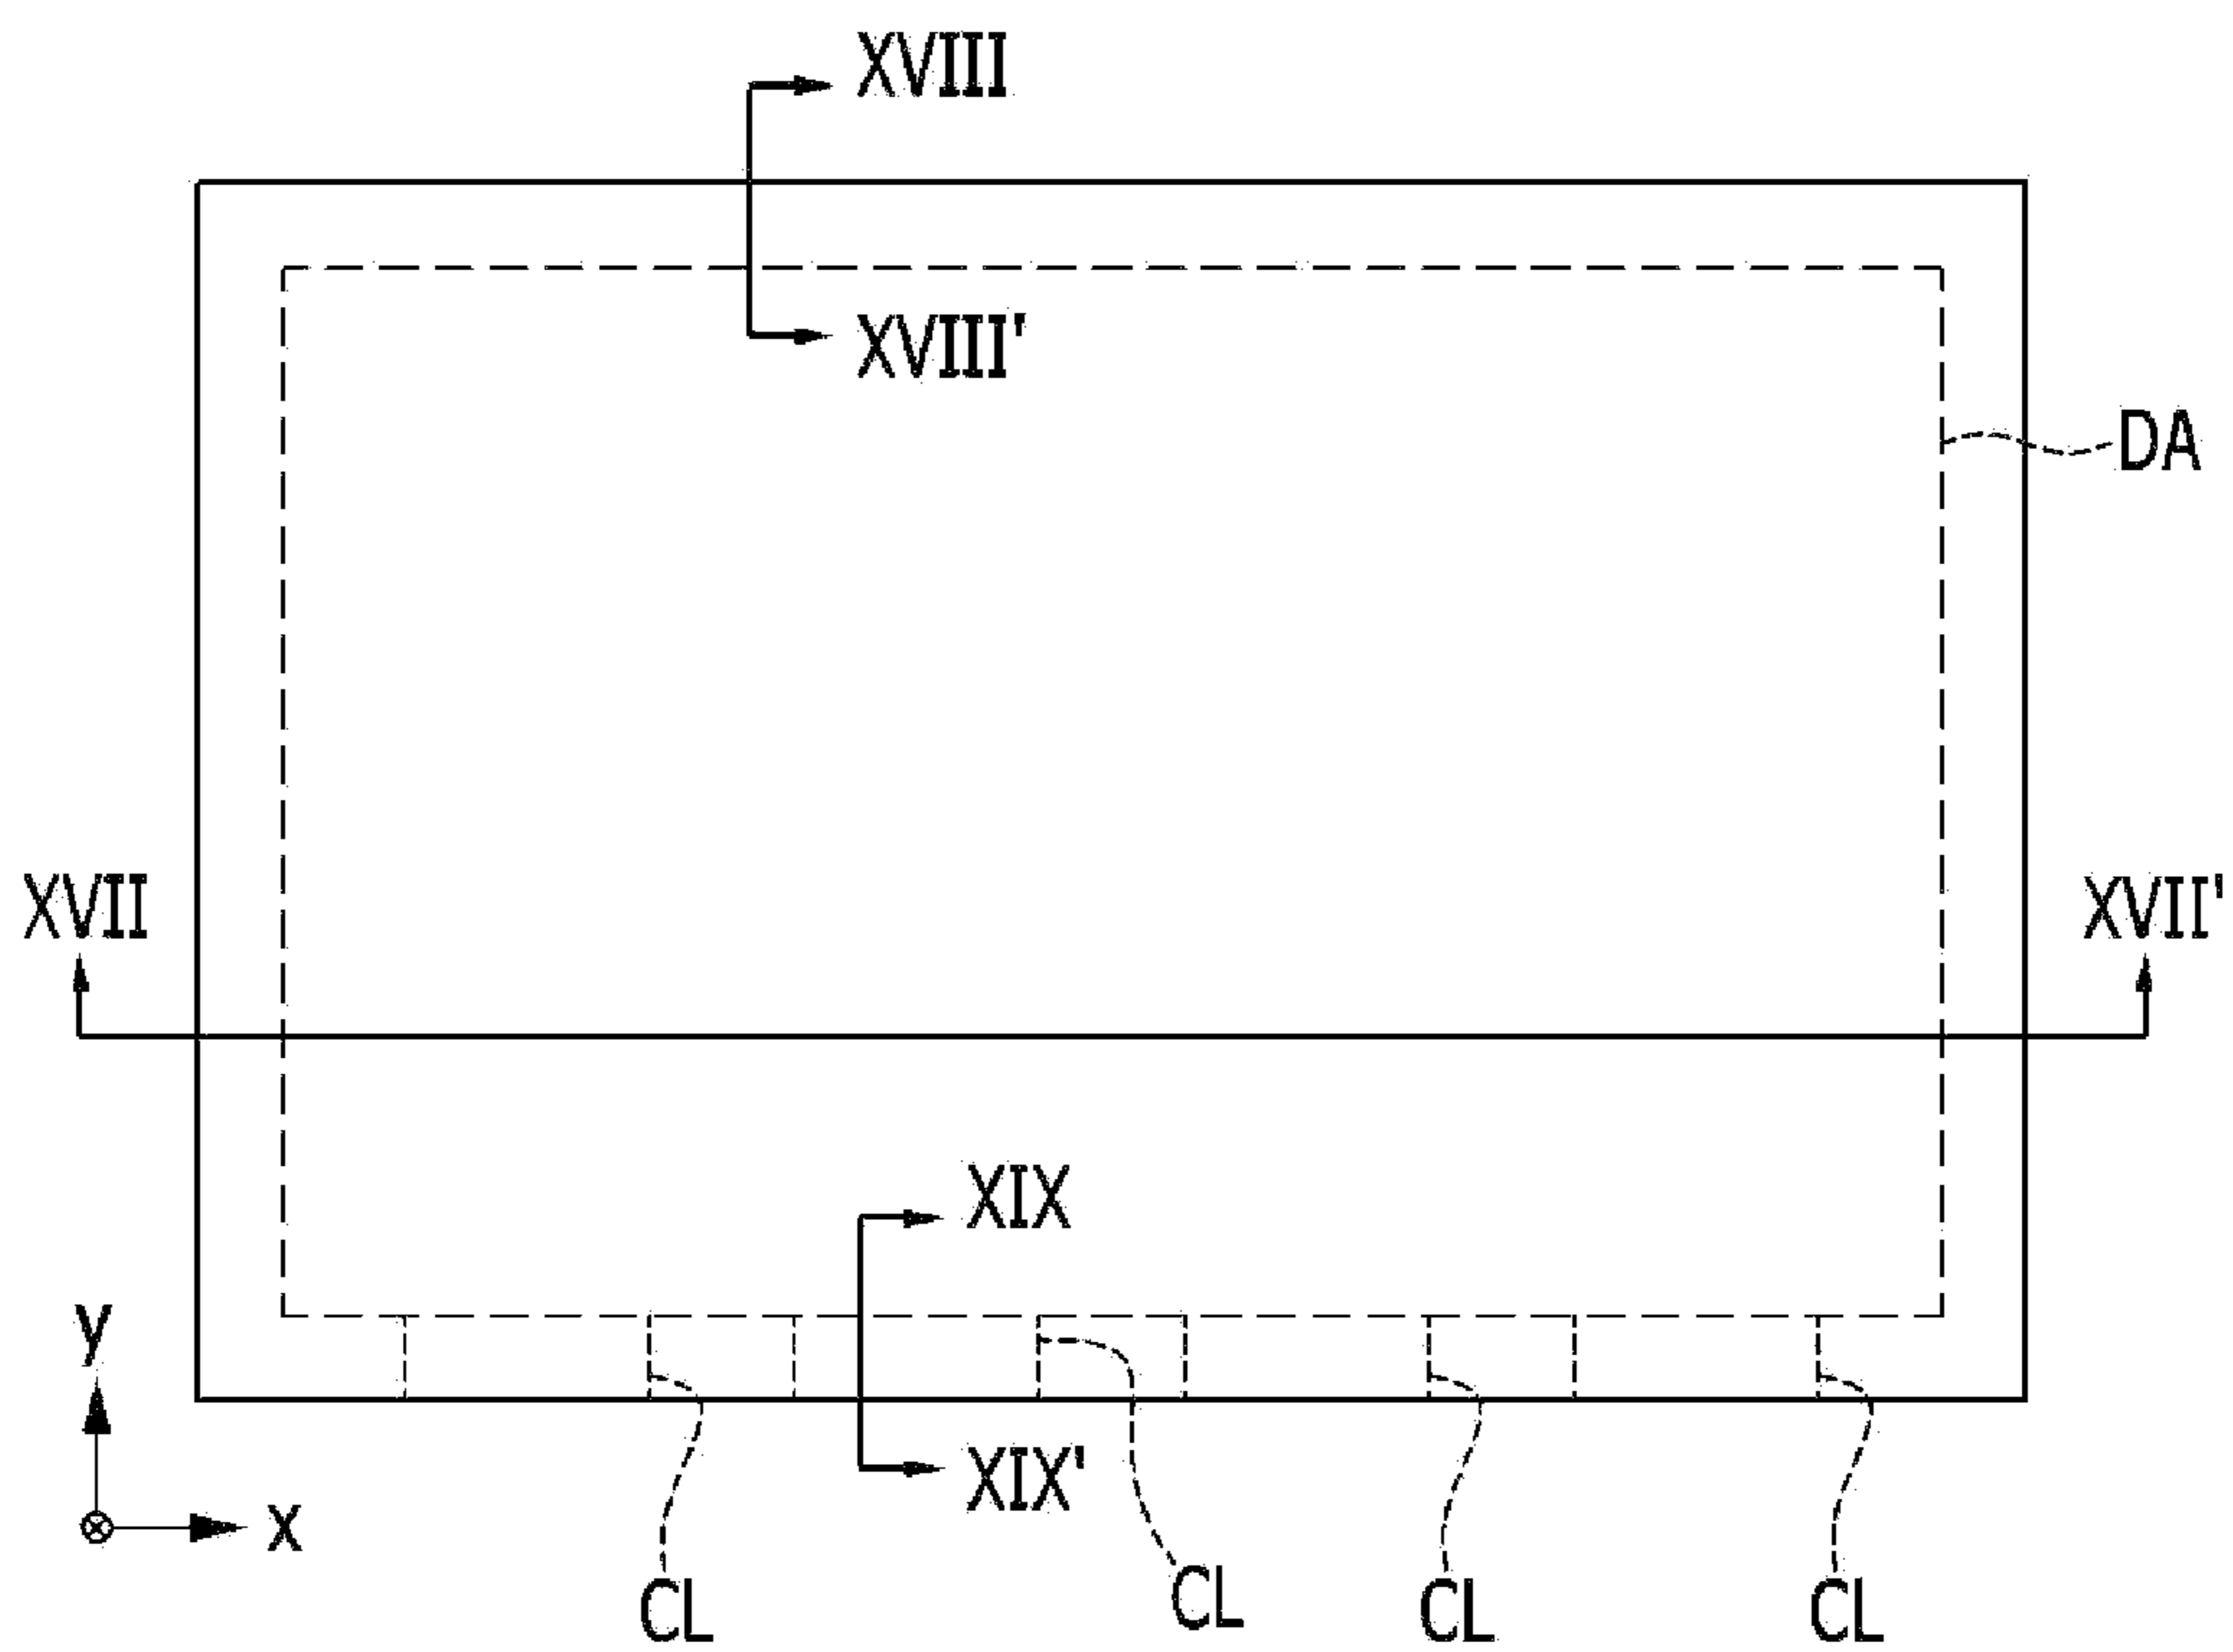 XVIII
XVIII'
DA
XVII XVII'
XIX
y
XIX'
x
CL CL CL CL